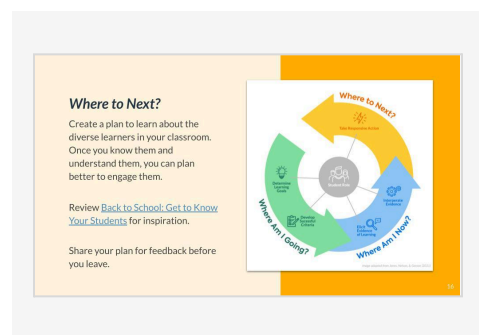 Where to Next?
Create a plan to learn about the
diverse learners in your classroom.
Once you know them and
understand them, you can plan
better to engage them.
Review Back to School: Get to Know
Your Students for inspiration.
Share your plan for feedback before
you leave.
Where to Next?
Take Responsive Action
Student Role
Determine
Learning
Goals
Develop
Success
Criteria
Where Am I Going?
Interpret
Evidence
Elicit
Evidence
of Learning
Where Am I Now?
16